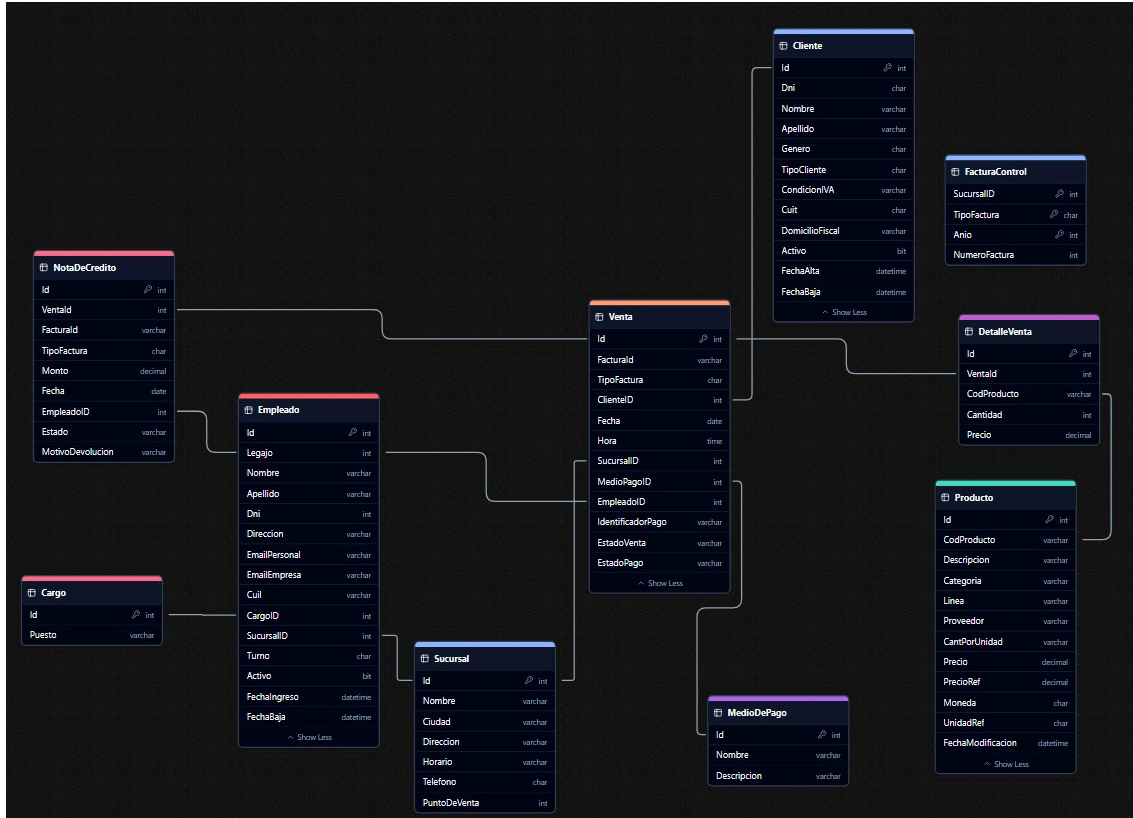 Cliente
Id int
Dni char
Nombre varchar
Apellido varchar
Genero char
TipoCliente char
CondicionIVA varchar
Cuit char
DomicilioFiscal varchar
Activo bit
FechaAlta datetime
FechaBaja datetime
Show Less
FacturaControl
SucursalID int
TipoFactura char
Anio int
NumeroFactura int
NotaDeCredito
Id int
VentaId int
FacturaId varchar
TipoFactura char
Monto decimal
Fecha date
EmpleadoID int
Estado varchar
MotivoDevolucion varchar
Venta
Id int
FacturaId varchar
TipoFactura char
ClienteID int
Fecha date
Hora time
SucursalID int
MedioPagoID int
EmpleadoID int
IdentificadorPago varchar
EstadoVenta varchar
EstadoPago varchar
Show Less
DetalleVenta
Id int
VentaId int
CodProducto varchar
Cantidad int
Precio decimal
Empleado
Id int
Legajo int
Nombre varchar
Apellido varchar
Dni int
Direccion varchar
EmailPersonal varchar
EmailEmpresa varchar
Cuil varchar
CargoID int
SucursalID int
Turno char
Activo bit
FechaIngreso datetime
FechaBaja datetime
Show Less
Producto
Id int
CodProducto varchar
Descripcion varchar
Categoria varchar
Linea varchar
Proveedor varchar
CantPorUnidad varchar
Precio decimal
PrecioRef decimal
Moneda char
UnidadRef char
FechaModificacion datetime
Show Less
Cargo
Id int
Puesto varchar
Sucursal
Id int
Nombre varchar
Ciudad varchar
Direccion varchar
Horario varchar
Telefono char
PuntoDeVenta int
MedioDePago
Id int
Nombre varchar
Descripcion varchar